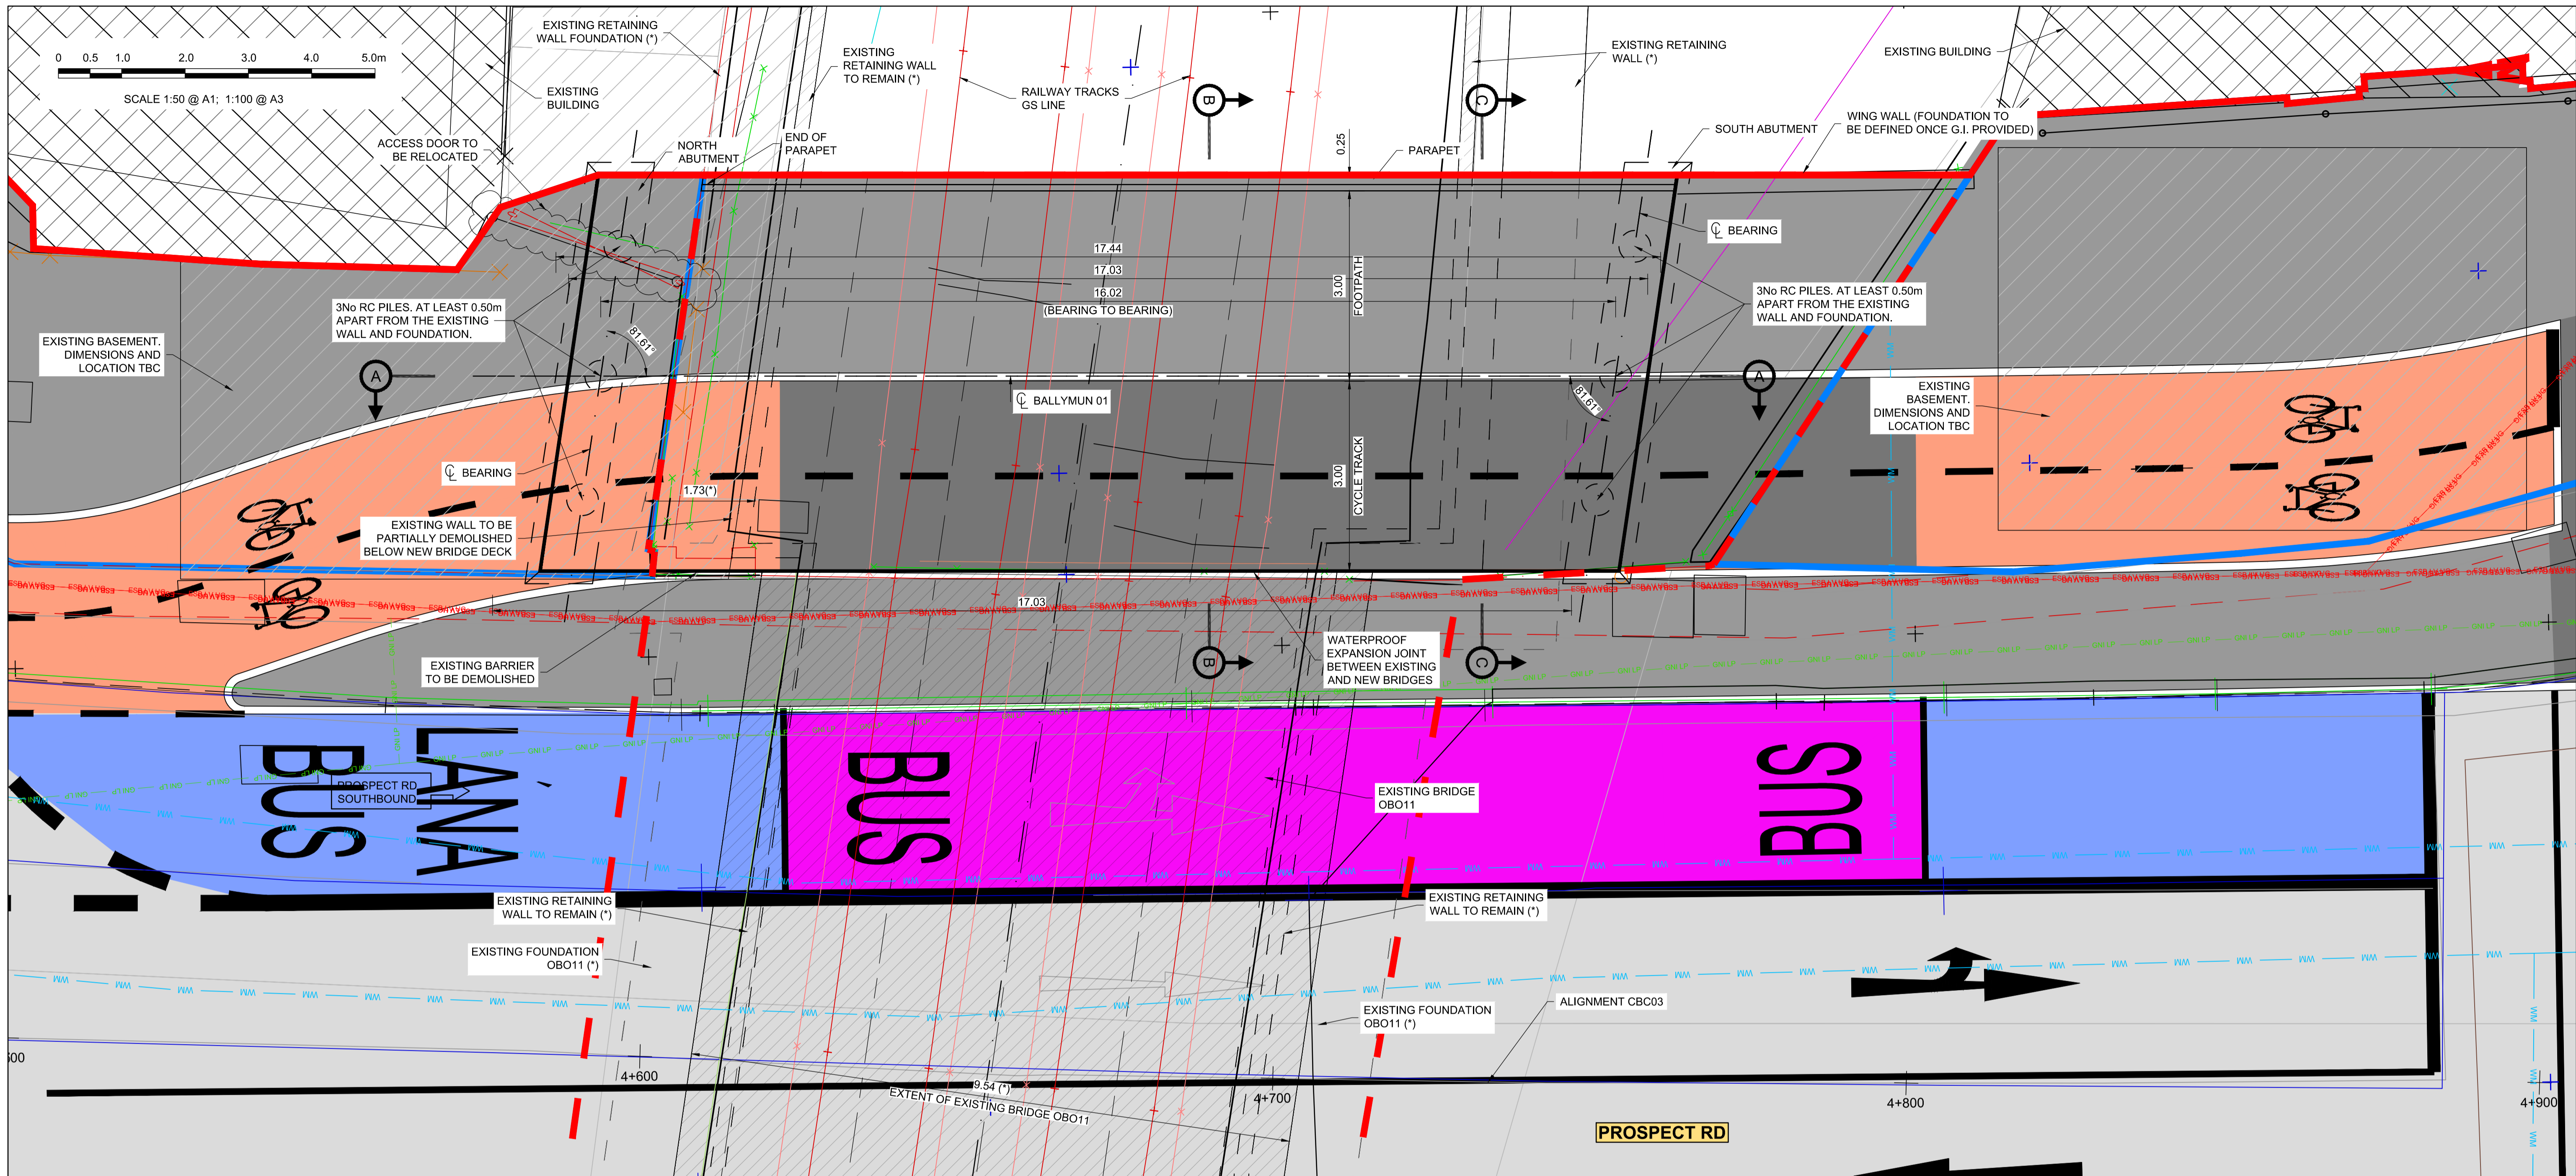 EXISTING RETAINING
WALL FOUNDATION (*)
EXISTING
RETAINING WALL
TO REMAIN (*)
EXISTING RETAINING
WALL (*)
EXISTING BUILDING
0 0.5 1.0 2.0 3.0 4.0 5.0m
SCALE 1:50 @ A1; 1:100 @ A3
EXISTING
BUILDING
RAILWAY TRACKS
GS LINE
B
C
ACCESS DOOR TO
BE RELOCATED
NORTH
ABUTMENT
END OF
PARAPET
0.25
PARAPET
SOUTH ABUTMENT
WING WALL (FOUNDATION TO
BE DEFINED ONCE G.I. PROVIDED)
17.44
17.03
16.02
(BEARING TO BEARING)
3.00
FOOTPATH
℄ BEARING
3No RC PILES. AT LEAST 0.50m
APART FROM THE EXISTING
WALL AND FOUNDATION.
81.61°
3No RC PILES. AT LEAST 0.50m
APART FROM THE EXISTING
WALL AND FOUNDATION.
EXISTING BASEMENT.
DIMENSIONS AND
LOCATION TBC
A
A
℄ BALLYMUN 01
81.61°
EXISTING
BASEMENT.
DIMENSIONS AND
LOCATION TBC
℄ BEARING
1.73(*)
3.00
CYCLE TRACK
EXISTING WALL TO BE
PARTIALLY DEMOLISHED
BELOW NEW BRIDGE DECK
17.03
EXISTING BARRIER
TO BE DEMOLISHED
B
C
WATERPROOF
EXPANSION JOINT
BETWEEN EXISTING
AND NEW BRIDGES
LANA
BUS
PROSPECT RD
SOUTHBOUND
BUS
BUS
EXISTING BRIDGE
OBO11
WM
EXISTING RETAINING
WALL TO REMAIN (*)
EXISTING RETAINING
WALL TO REMAIN (*)
EXISTING FOUNDATION
OBO11 (*)
EXISTING FOUNDATION
OBO11 (*)
ALIGNMENT CBC03
4+600
9.54 (*)
EXTENT OF EXISTING BRIDGE OBO11
4+700
4+800
4+900
PROSPECT RD